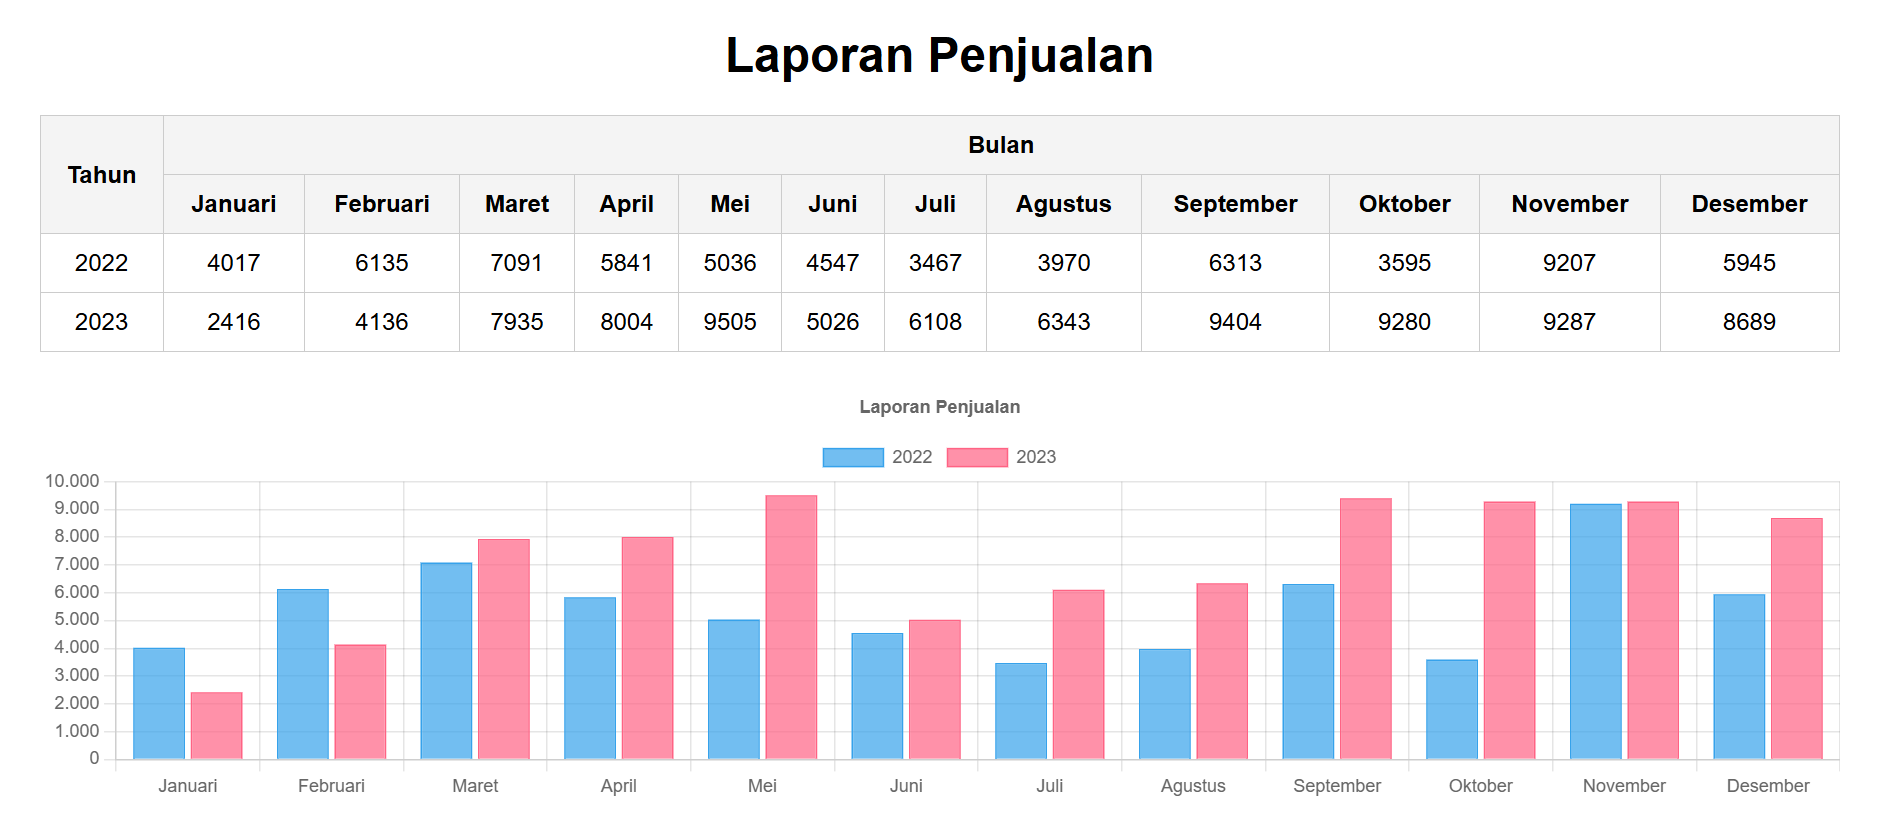 Laporan Penjualan
Tahun Bulan
Januari Februari Maret April Mei Juni Juli Agustus September Oktober November Desember
2022 4017 6135 7091 5841 5036 4547 3467 3970 6313 3595 9207 5945
2023 2416 4136 7935 8004 9505 5026 6108 6343 9404 9280 9287 8689
Laporan Penjualan
2022 2023
10.000
9.000
8.000
7.000
6.000
5.000
4.000
3.000
2.000
1.000
0
Januari Februari Maret April Mei Juni Juli Agustus September Oktober November Desember